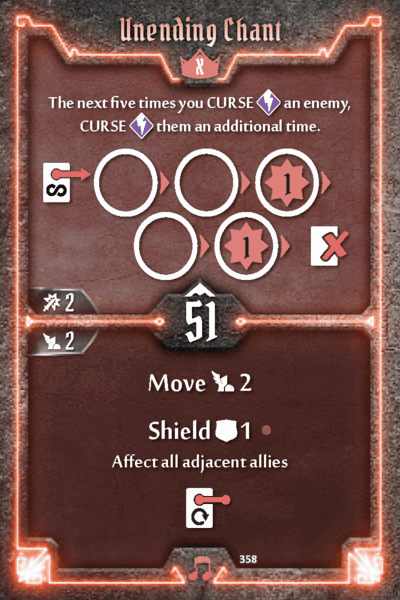 Unending Chant
X
The next five times you CURSE an enemy,
CURSE them an additional time.
1
1
2
51
2
Move 2
Shield 1
Affect all adjacent allies
358